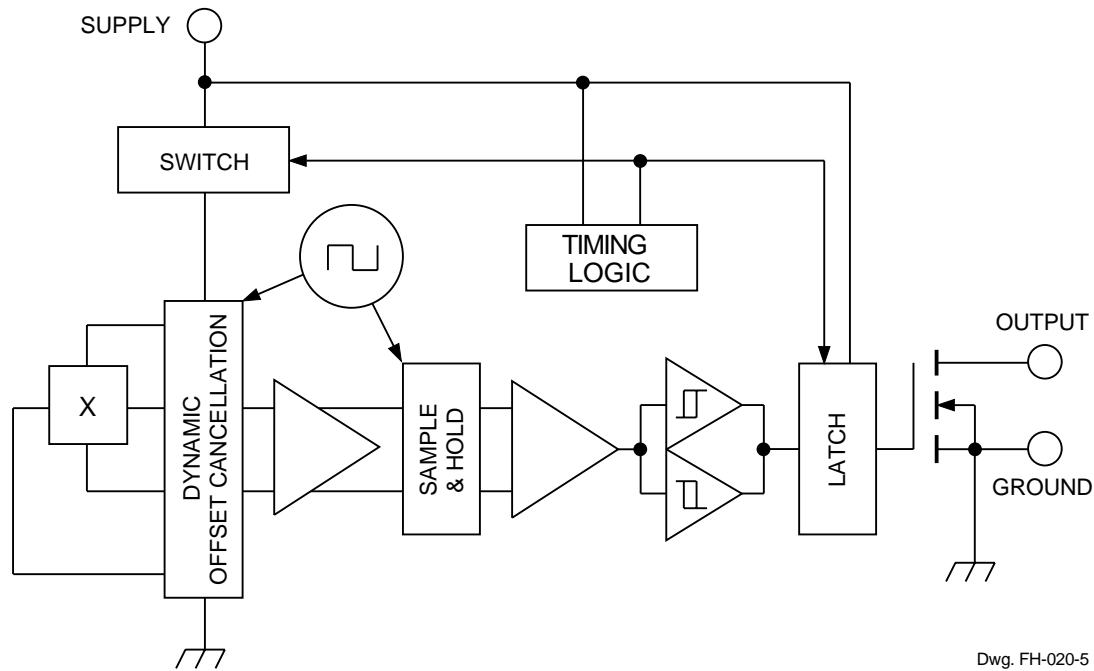 SUPPLY
SWITCH
TIMING
LOGIC
X
DYNAMIC
OFFSET CANCELLATION
SAMPLE
& HOLD
LATCH
OUTPUT
GROUND
Dwg. FH-020-5